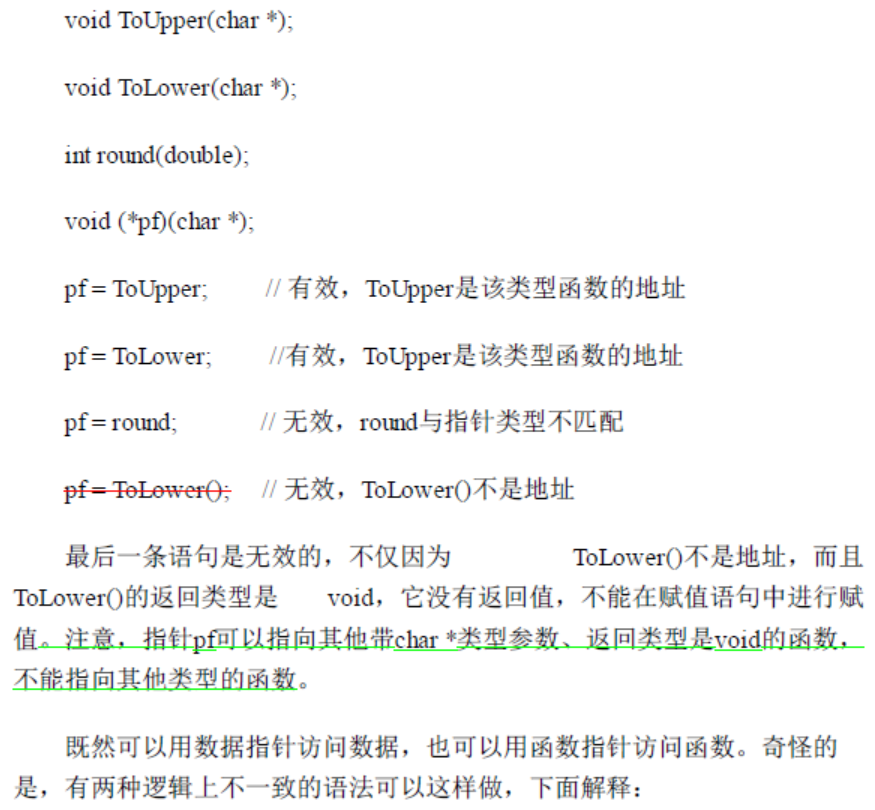 void ToUpper(char *);
void ToLower(char *);
int round(double);
void (*pf)(char *);
pf = ToUpper; // 有效，ToUpper是该类型函数的地址
pf = ToLower; //有效，ToUpper是该类型函数的地址
pf = round; // 无效，round与指针类型不匹配
pf = ToLower(); // 无效，ToLower()不是地址
最后一条语句是无效的，不仅因为 ToLower()不是地址，而且
ToLower()的返回类型是 void，它没有返回值，不能在赋值语句中进行赋
值。注意，指针pf可以指向其他带char *类型参数、返回类型是void的函数，
不能指向其他类型的函数。
既然可以用数据指针访问数据，也可以用函数指针访问函数。奇怪的
是，有两种逻辑上不一致的语法可以这样做，下面解释：